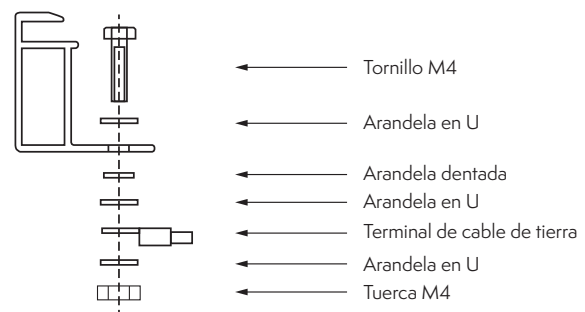 Tornillo M4
Arandela en U
Arandela dentada
Arandela en U
Terminal de cable de tierra
Arandela en U
Tuerca M4